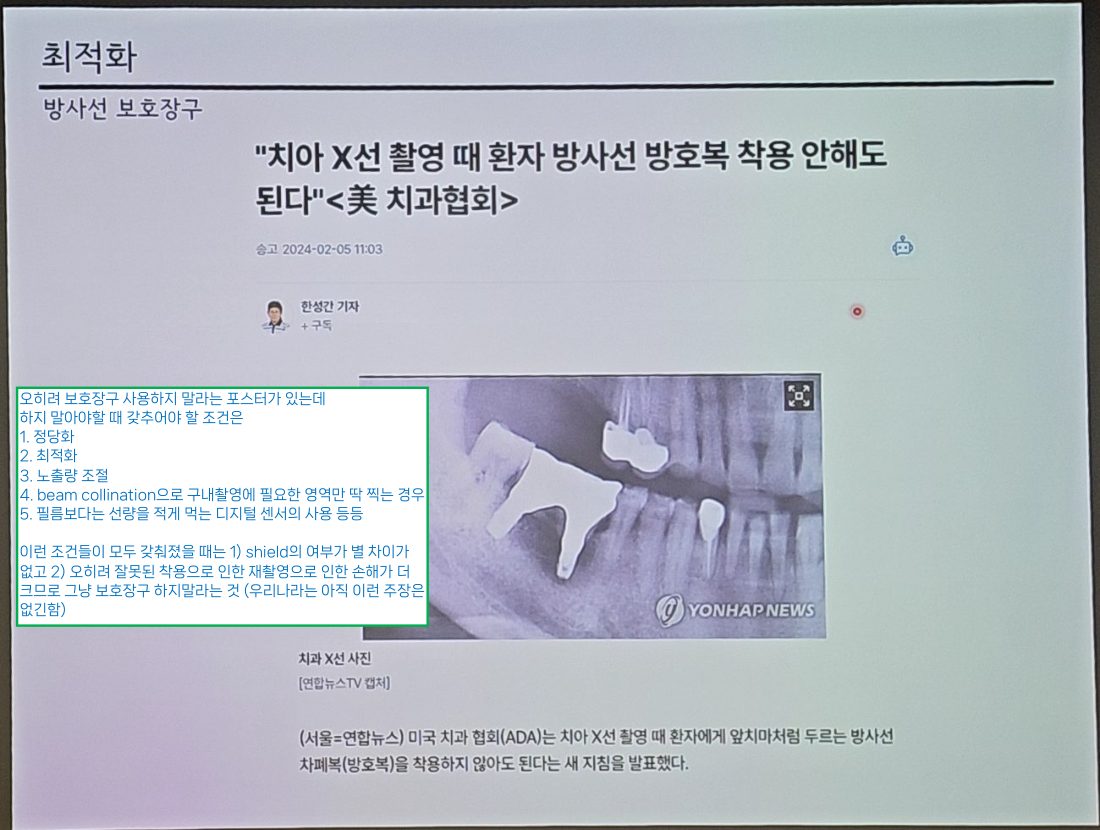 최적화
방사선 보호장구
"치아 X선 촬영 때 환자 방사선 방호복 착용 안해도
된다"<美 치과협회>
송고 2024-02-05 11:03
한성간 기자
+ 구독
오히려 보호장구 사용하지 말라는 포스터가 있는데
하지 말아야할 때 갖추어야 할 조건은
1. 정당화
2. 최적화
3. 노출량 조절
4. beam collination으로 구내촬영에 필요한 영역만 딱 찍는 경우
5. 필름보다는 선량을 적게 먹는 디지털 센서의 사용 등등
이런 조건들이 모두 갖춰졌을 때는 1) shield의 여부가 별 차이가
없고 2) 오히려 잘못된 착용으로 인한 재촬영으로 인한 손해가 더
크므로 그냥 보호장구 하지말라는 것 (우리나라는 아직 이런 주장은
없긴함)
YONHAP NEWS
치과 X선 사진
[연합뉴스TV 캡처]
(서울=연합뉴스) 미국 치과 협회(ADA)는 치아 X선 촬영 때 환자에게 앞치마처럼 두르는 방사선
차폐복(방호복)을 착용하지 않아도 된다는 새 지침을 발표했다.